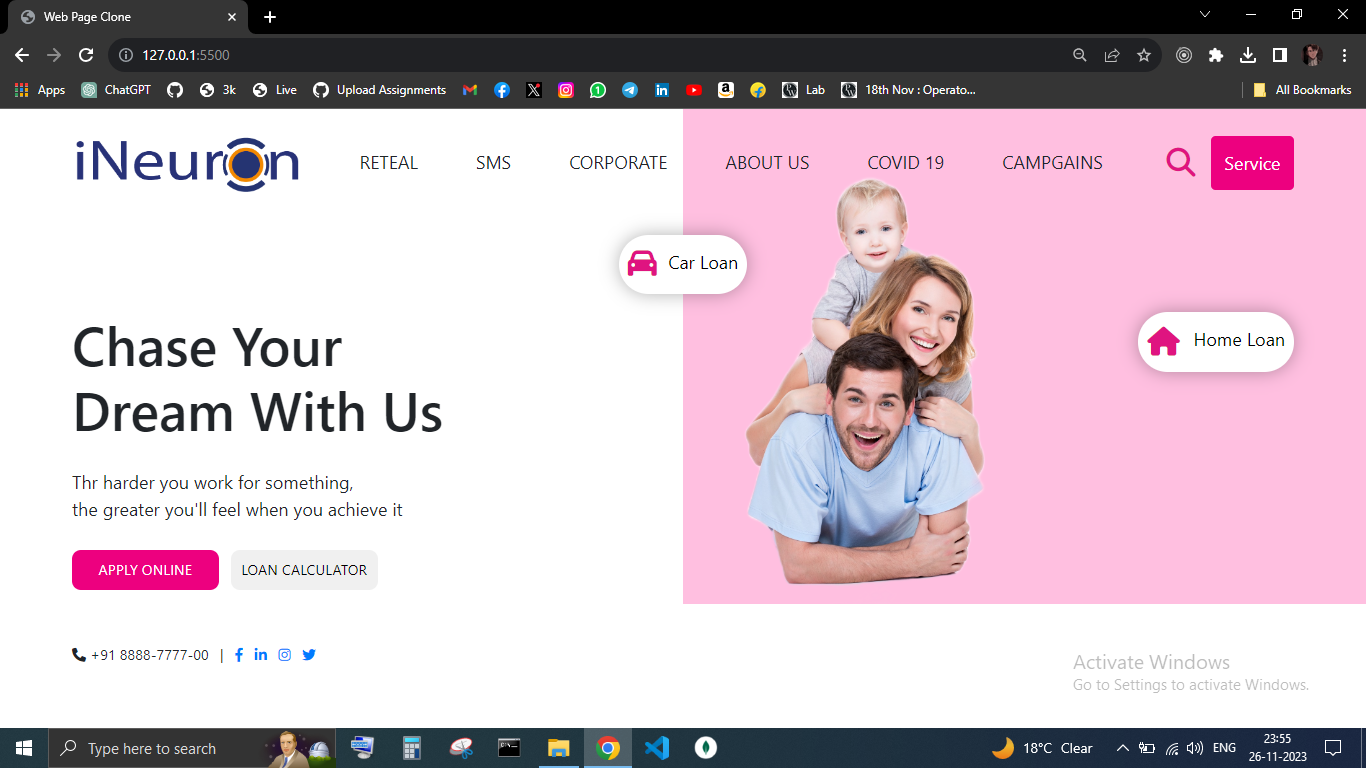 Web Page Clone
127.0.0.1:5500
Apps ChatGPT 3k Live Upload Assignments Lab 18th Nov : Operato... All Bookmarks
iNeuron RETEAL SMS CORPORATE ABOUT US COVID 19 CAMPGAINS Service
Car Loan
Home Loan
Chase Your
Dream With Us
Thr harder you work for something,
the greater you'll feel when you achieve it
APPLY ONLINE LOAN CALCULATOR
+91 8888-7777-00 |
Activate Windows
Go to Settings to activate Windows.
Type here to search 18°C Clear ENG 23:55
26-11-2023